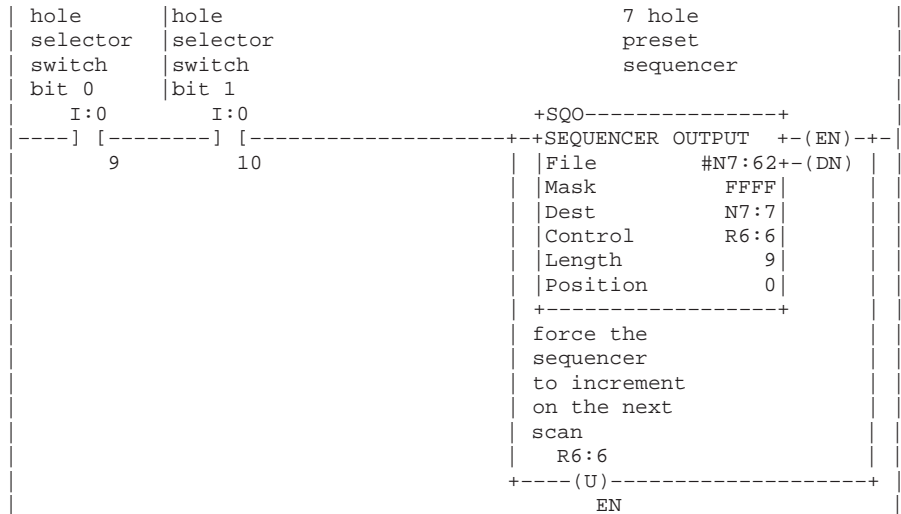 | hole |hole 7 hole |
| selector |selector preset |
| switch |switch sequencer |
| bit 0 |bit 1 |
| I:0 I:0 +SQO---------------+ |
|----] [--------] [--------------------+-+SEQUENCER OUTPUT +-(EN)-+-|
| 9 10 | |File #N7:62+-(DN) | |
| | |Mask FFFF| | |
| | |Dest N7:7| | |
| | |Control R6:6| | |
| | |Length 9| | |
| | |Position 0| | |
| | +------------------+ | |
| | force the | |
| | sequencer | |
| | to increment | |
| | on the next | |
| | scan | |
| | R6:6 | |
| +----(U)--------------------+ |
| EN |